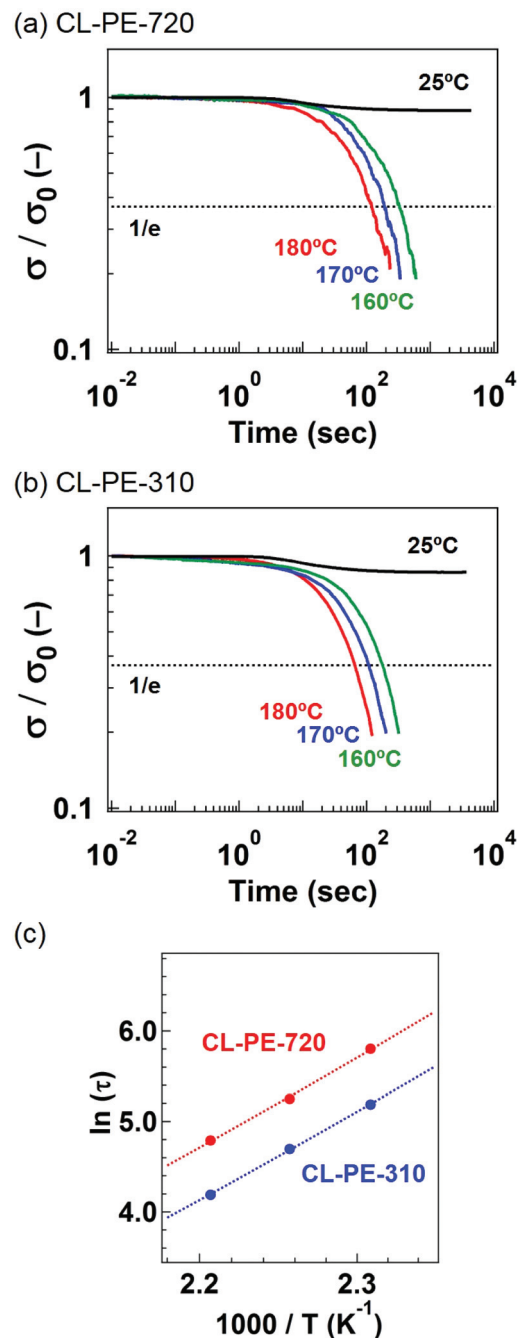 (a) CL-PE-720
1
25ºC
σ / σ0 (–)
1/e
180ºC
170ºC
160ºC
0.1
10-2 100 102 104
Time (sec)
(b) CL-PE-310
1
25ºC
σ / σ0 (–)
1/e
180ºC
170ºC
160ºC
0.1
10-2 100 102 104
Time (sec)
(c)
6.0
CL-PE-720
ln (τ)
5.0
CL-PE-310
4.0
2.2 2.3
1000 / T (K-1)